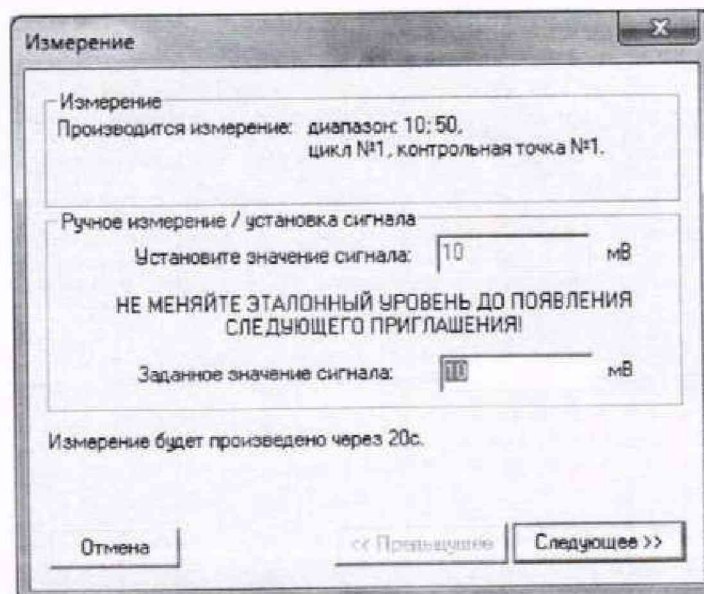 Измерение
Измерение
Производится измерение: диапазон: 10; 50,
цикл №1, контрольная точка №1.
Ручное измерение / установка сигнала
Установите значение сигнала: 10 мВ
НЕ МЕНЯЙТЕ ЭТАЛОННЫЙ УРОВЕНЬ ДО ПОЯВЛЕНИЯ
СЛЕДУЮЩЕГО ПРИГЛАШЕНИЯ!
Заданное значение сигнала: 10 мВ
Измерение будет произведено через 20с.
Отмена << Предыдущее Следующее >>